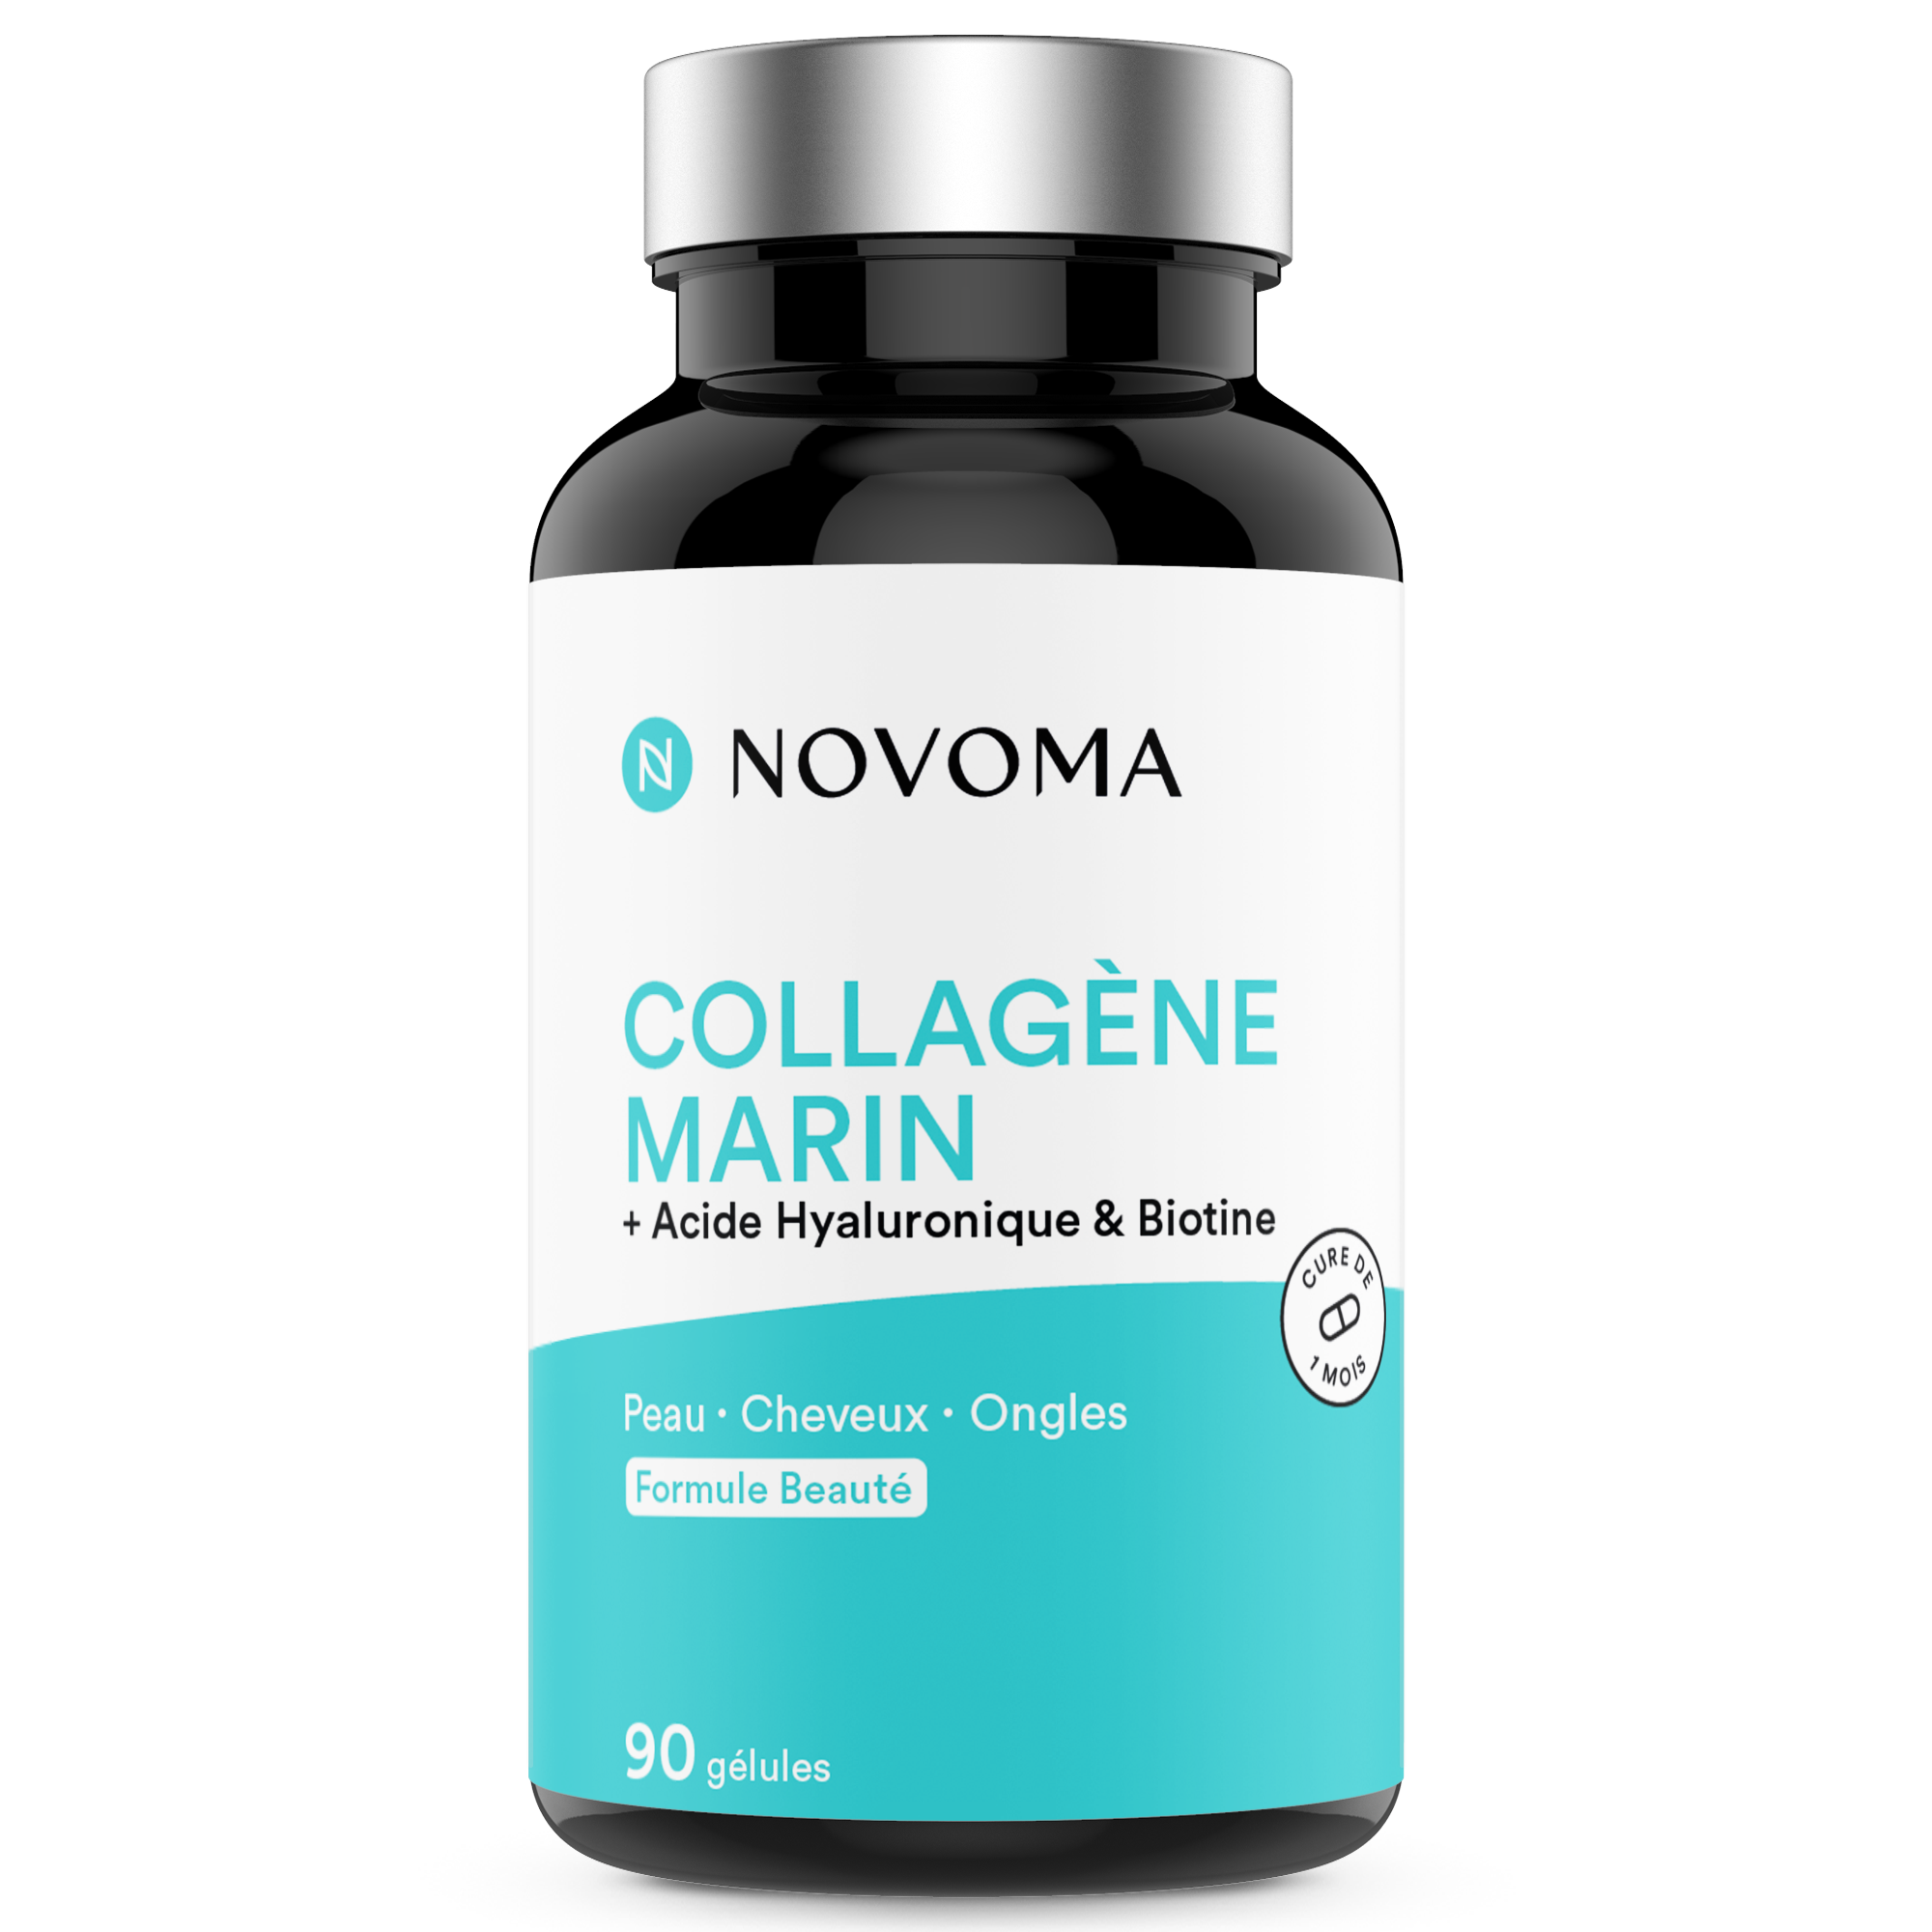 N NOVOMA
COLLAGÈNE
MARIN
+ Acide Hyaluronique & Biotine
CURE DE
1 MOIS
Peau · Cheveux · Ongles
Formule Beauté
90 gélules